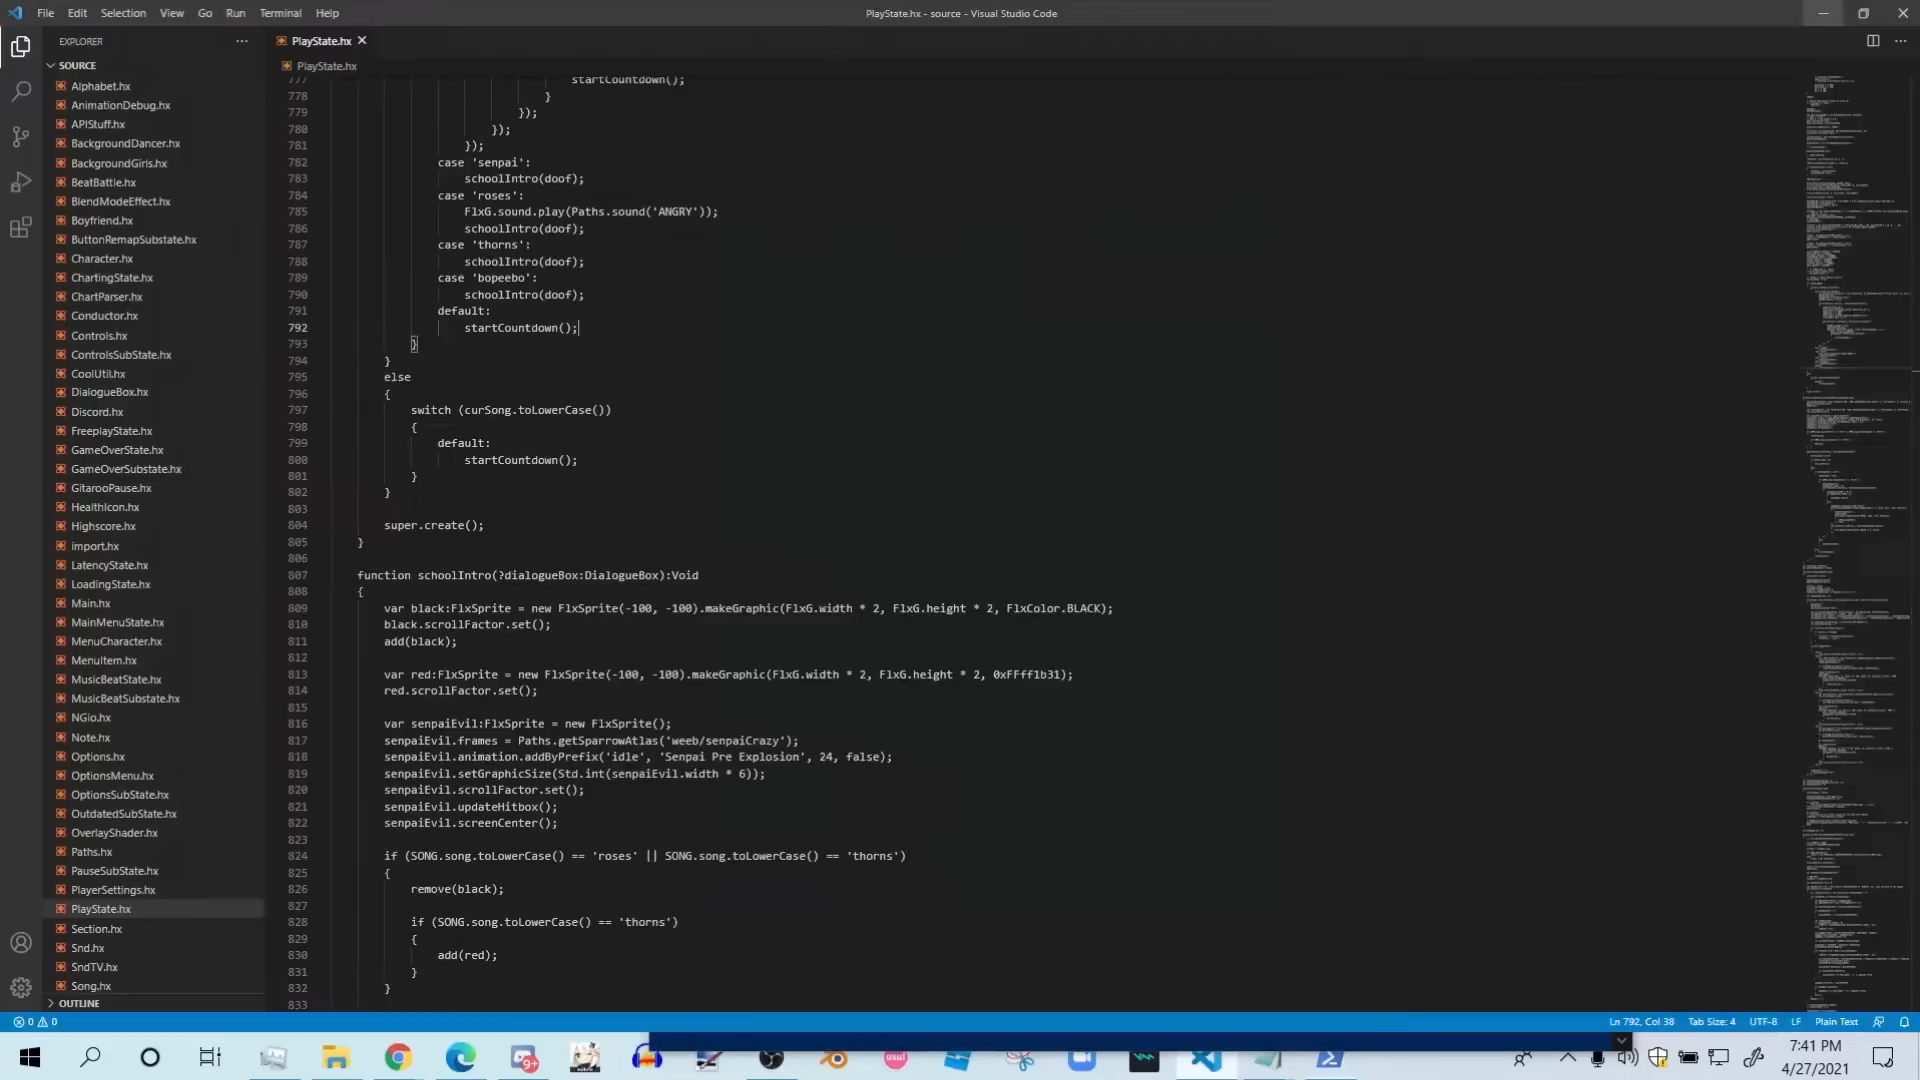 File Edit Selection View Go Run Terminal Help
PlayState.hx - source - Visual Studio Code
EXPLORER
SOURCE
Alphabet.hx
AnimationDebug.hx
APIStuff.hx
BackgroundDancer.hx
BackgroundGirls.hx
BeatBattle.hx
BlendModeEffect.hx
Boyfriend.hx
ButtonRemapSubstate.hx
Character.hx
ChartingState.hx
ChartParser.hx
Conductor.hx
Controls.hx
ControlsSubState.hx
CoolUtil.hx
DialogueBox.hx
Discord.hx
FreeplayState.hx
GameOverState.hx
GameOverSubstate.hx
GitarooPause.hx
HealthIcon.hx
Highscore.hx
import.hx
LatencyState.hx
LoadingState.hx
Main.hx
MainMenuState.hx
MenuCharacter.hx
MenuItem.hx
MusicBeatState.hx
MusicBeatSubstate.hx
NGio.hx
Note.hx
Options.hx
OptionsMenu.hx
OptionsSubState.hx
OutdatedSubState.hx
OverlayShader.hx
Paths.hx
PauseSubState.hx
PlayerSettings.hx
PlayState.hx
Section.hx
Snd.hx
SndTV.hx
Song.hx
OUTLINE
PlayState.hx
PlayState.hx
777 startCountdown();
778 }
779 });
780 });
781 });
782 case 'senpai':
783 schoolIntro(doof);
784 case 'roses':
785 FlxG.sound.play(Paths.sound('ANGRY'));
786 schoolIntro(doof);
787 case 'thorns':
788 schoolIntro(doof);
789 case 'bopeebo':
790 schoolIntro(doof);
791 default:
792 startCountdown();
793 }
794 }
795 else
796 {
797 switch (curSong.toLowerCase())
798 {
799 default:
800 startCountdown();
801 }
802 }
803
804 super.create();
805 }
806
807 function schoolIntro(?dialogueBox:DialogueBox):Void
808 {
809 var black:FlxSprite = new FlxSprite(-100, -100).makeGraphic(FlxG.width * 2, FlxG.height * 2, FlxColor.BLACK);
810 black.scrollFactor.set();
811 add(black);
812
813 var red:FlxSprite = new FlxSprite(-100, -100).makeGraphic(FlxG.width * 2, FlxG.height * 2, 0xFFff1b31);
814 red.scrollFactor.set();
815
816 var senpaiEvil:FlxSprite = new FlxSprite();
817 senpaiEvil.frames = Paths.getSparrowAtlas('weeb/senpaiCrazy');
818 senpaiEvil.animation.addByPrefix('idle', 'Senpai Pre Explosion', 24, false);
819 senpaiEvil.setGraphicSize(Std.int(senpaiEvil.width * 6));
820 senpaiEvil.scrollFactor.set();
821 senpaiEvil.updateHitbox();
822 senpaiEvil.screenCenter();
823
824 if (SONG.song.toLowerCase() == 'roses' || SONG.song.toLowerCase() == 'thorns')
825 {
826 remove(black);
827
828 if (SONG.song.toLowerCase() == 'thorns')
829 {
830 add(red);
831 }
832 }
833
0 0
Ln 792, Col 38 Tab Size: 4 UTF-8 LF Plain Text
9+
osu!
7:41 PM
4/27/2021